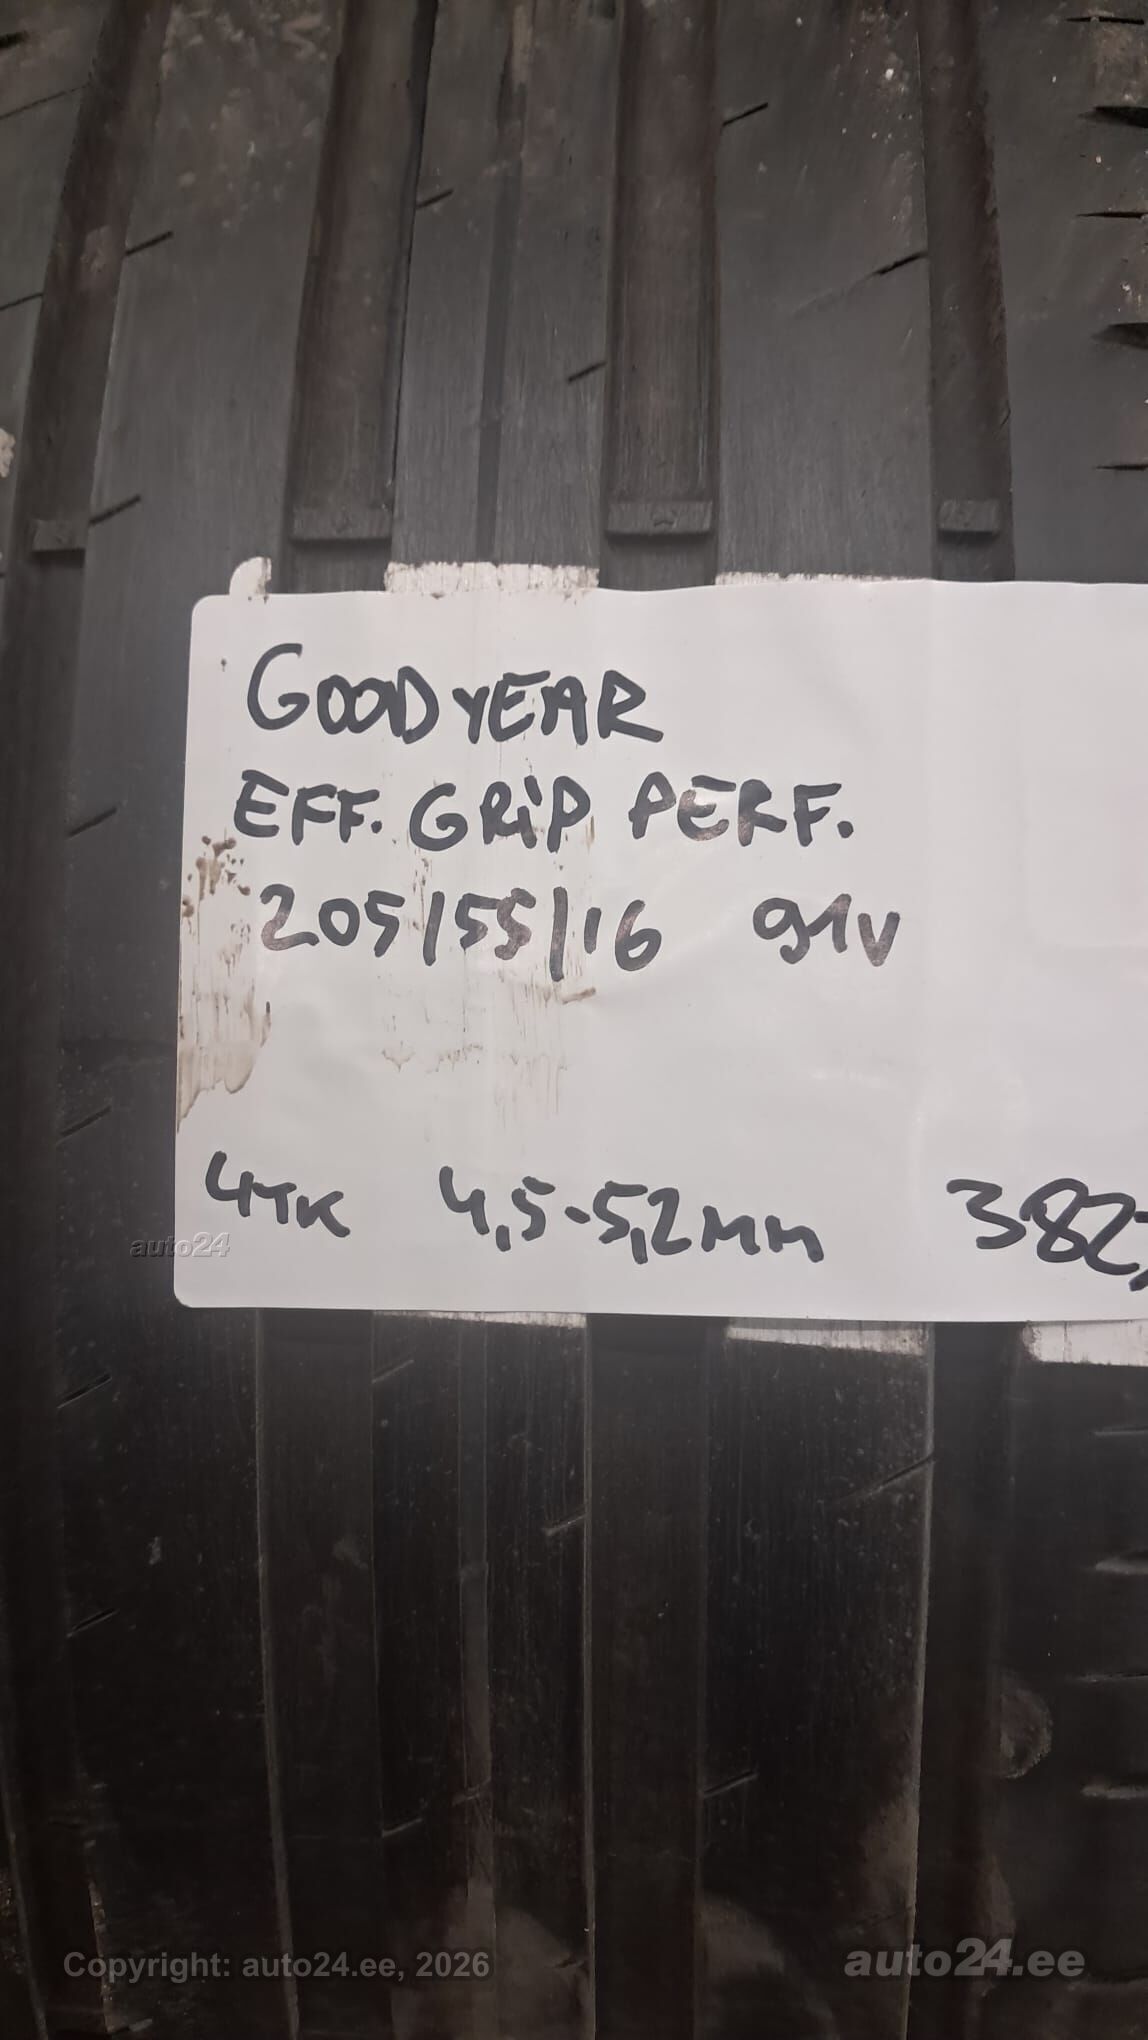 GOODYEAR
EFF. GRiP PERF.
205/55/16 91V
4TK 4,5-5,2mm 382,
auto24
Copyright: auto24.ee, 2026
auto24.ee